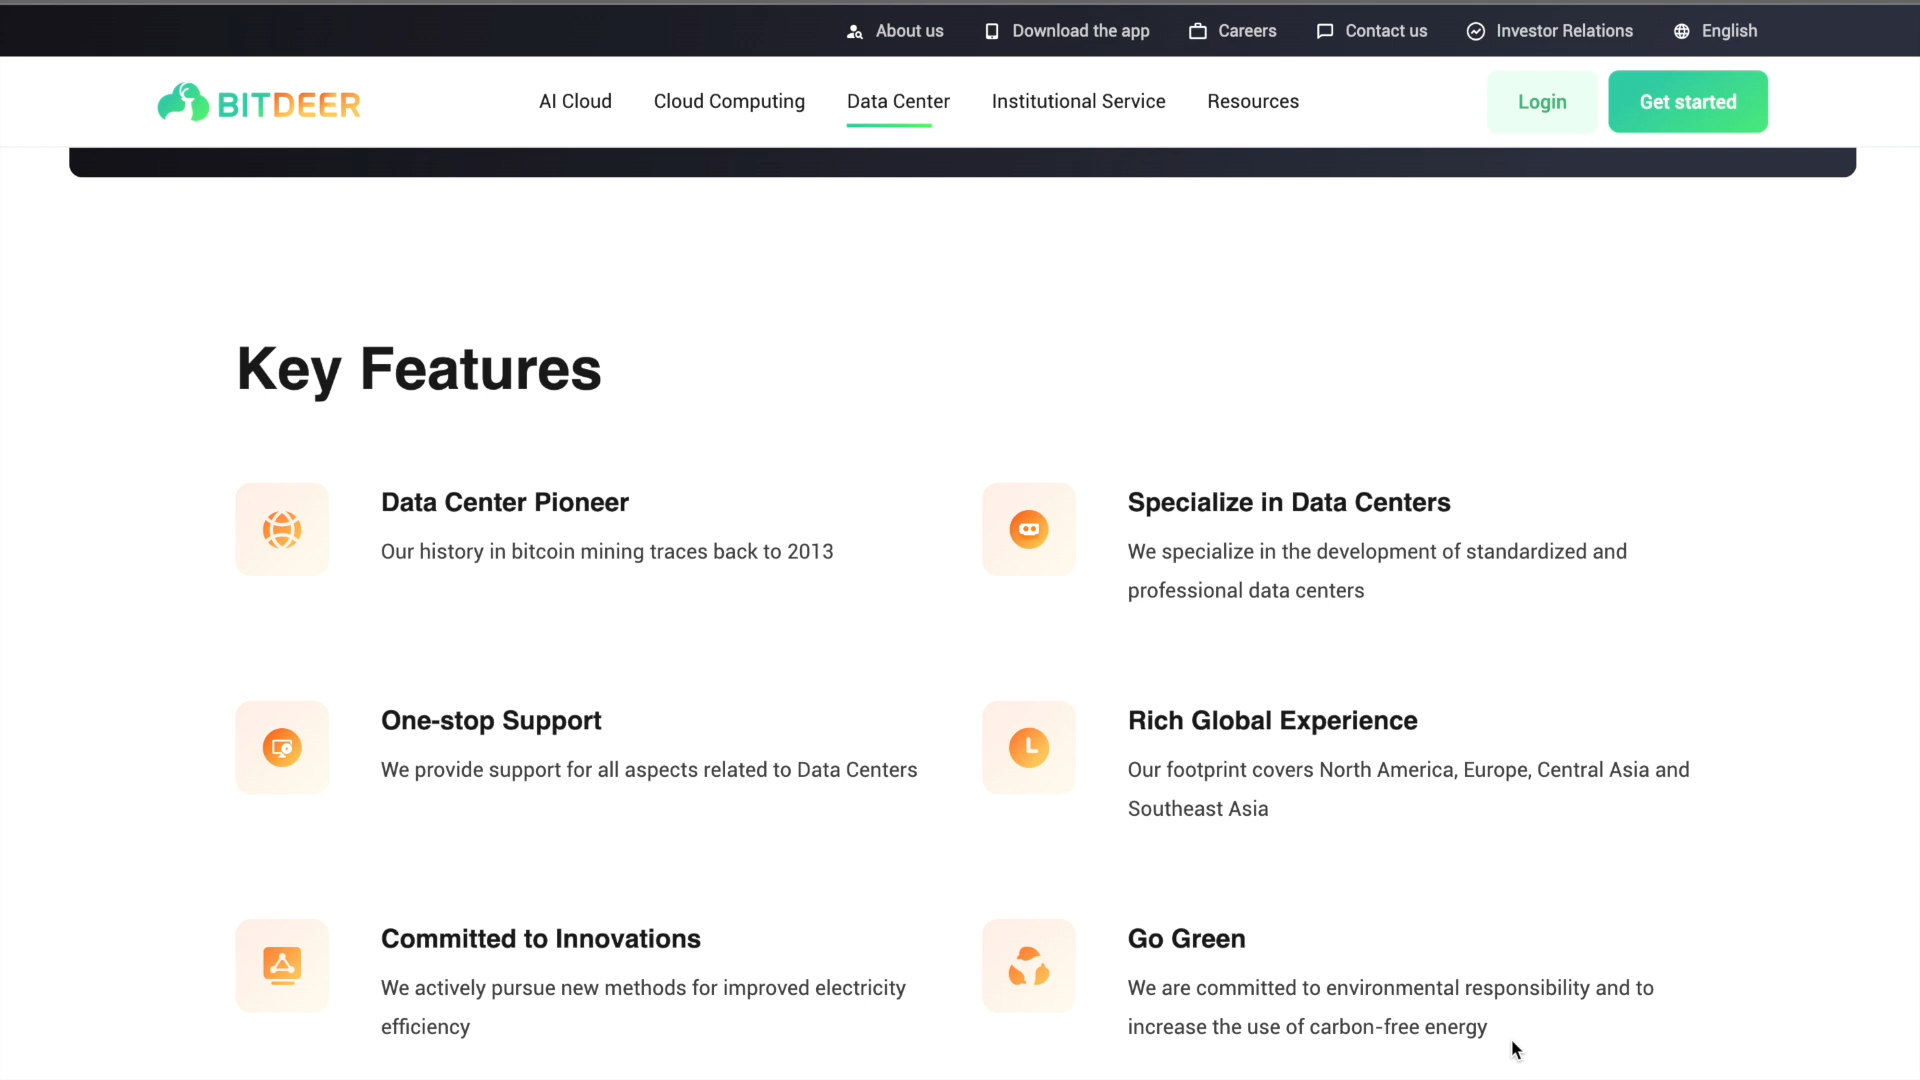 About us Download the app Careers Contact us Investor Relations English
BITDEER AI Cloud Cloud Computing Data Center Institutional Service Resources Login Get started
Key Features
Data Center Pioneer
Our history in bitcoin mining traces back to 2013
Specialize in Data Centers
We specialize in the development of standardized and
professional data centers
One-stop Support
We provide support for all aspects related to Data Centers
Rich Global Experience
Our footprint covers North America, Europe, Central Asia and
Southeast Asia
Committed to Innovations
We actively pursue new methods for improved electricity
efficiency
Go Green
We are committed to environmental responsibility and to
increase the use of carbon-free energy